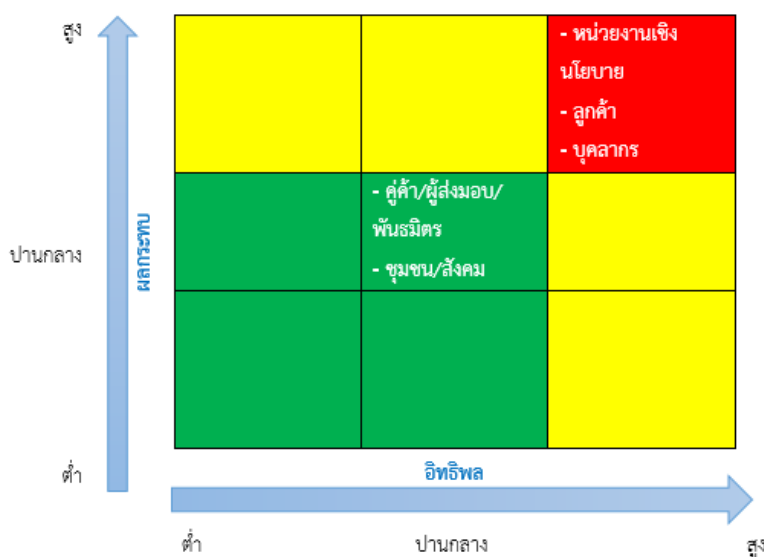 สูง
- หน่วยงานเชิง
นโยบาย
- ลูกค้า
- บุคลากร
- คู่ค้า/ผู้ส่งมอบ/
พันธมิตร
- ชุมชน/สังคม
ปานกลาง
ผลกระทบ
ต่ำ
อิทธิพล
ต่ำ
ปานกลาง
สูง